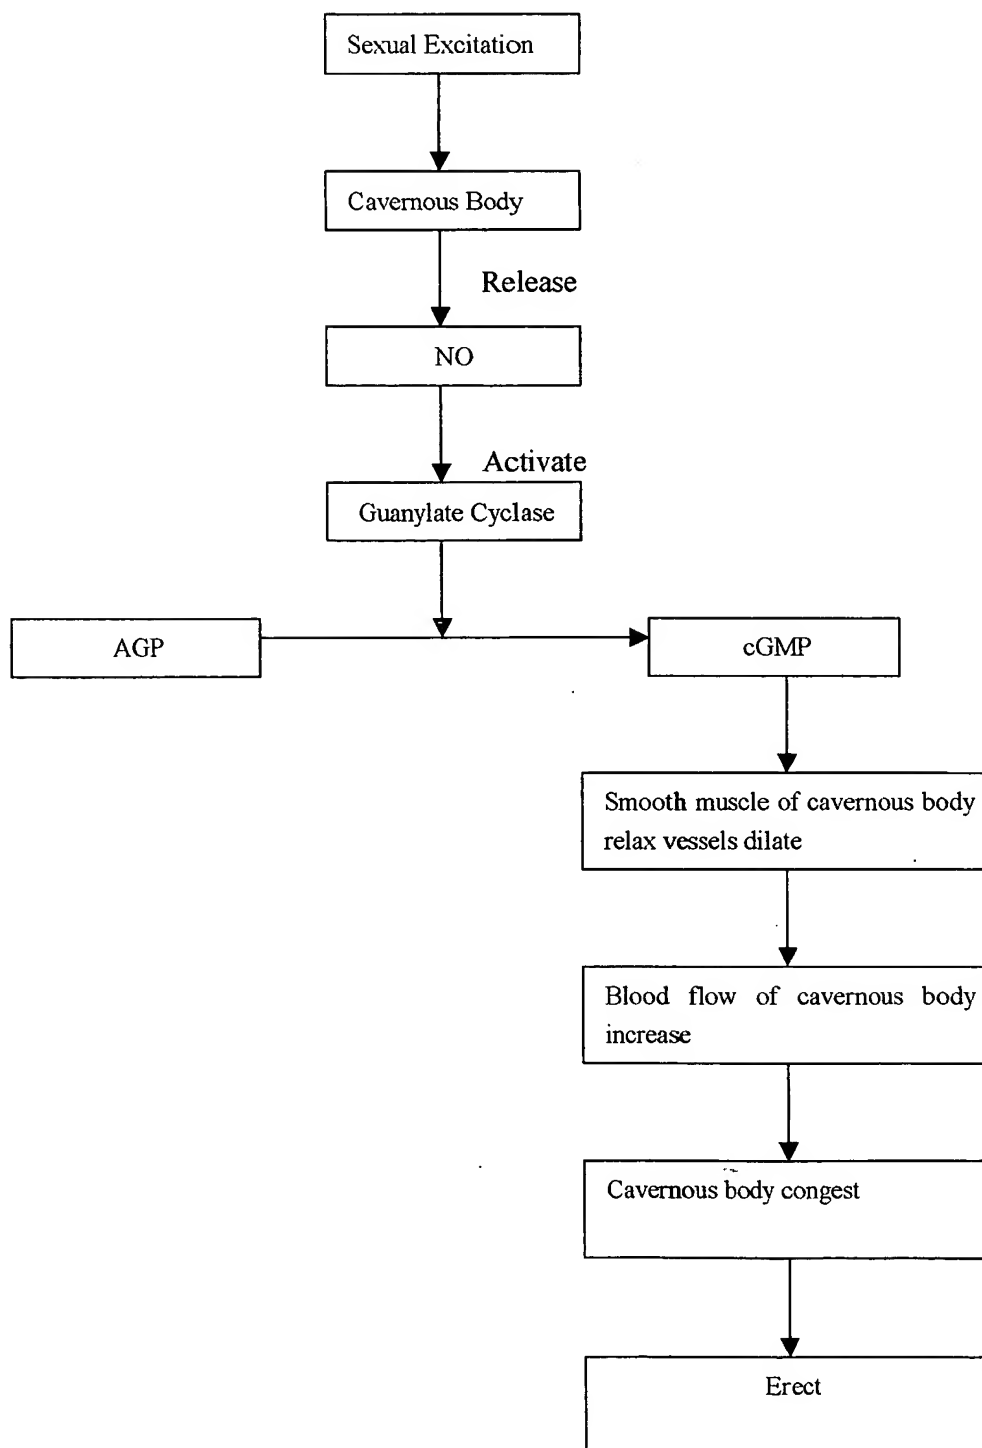 Sexual Excitation
Cavernous Body
Release
NO
Activate
Guanylate Cyclase
AGP
cGMP
Smooth muscle of cavernous body
relax vessels dilate
Blood flow of cavernous body
increase
Cavernous body congest
Erect